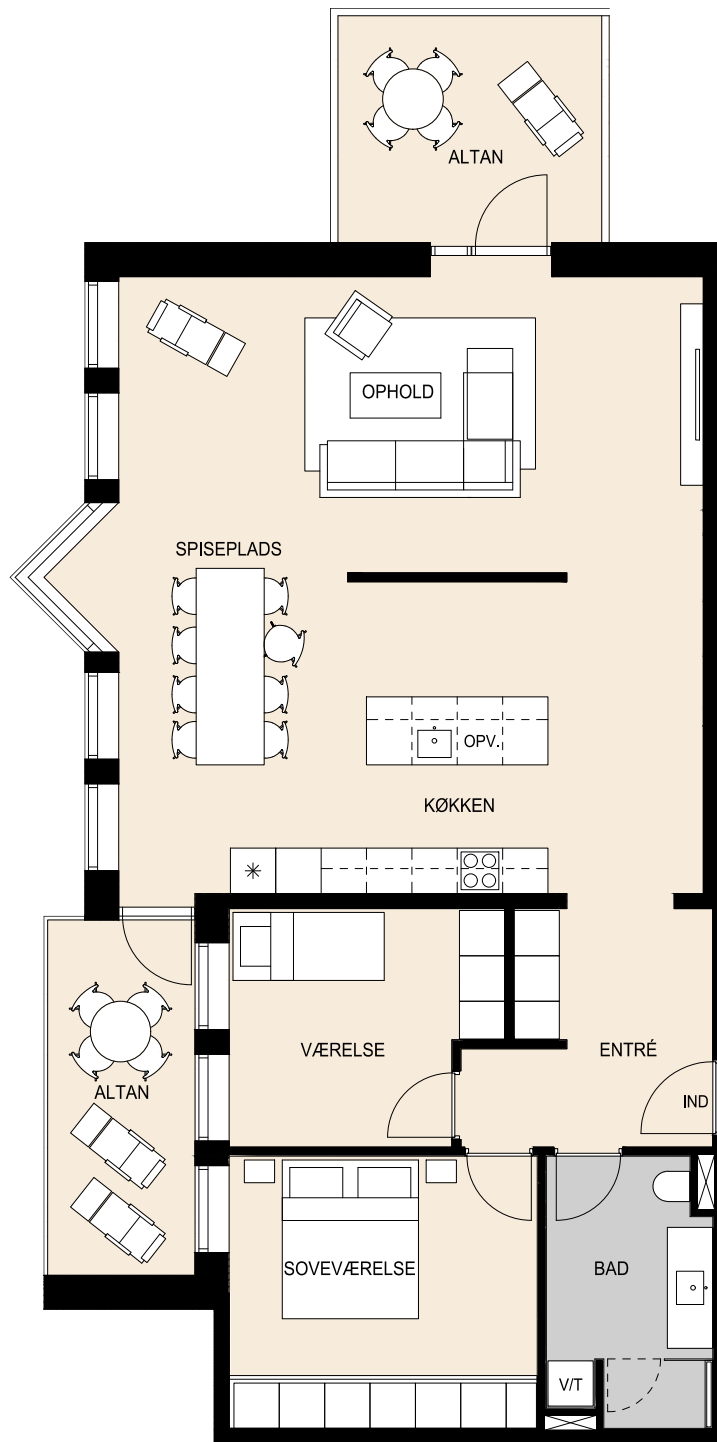 ALTAN
OPHOLD
SPISEPLADS
OPV.
KØKKEN
VÆRELSE
ENTRÉ
ALTAN
IND
SOVEVÆRELSE
BAD
V/T